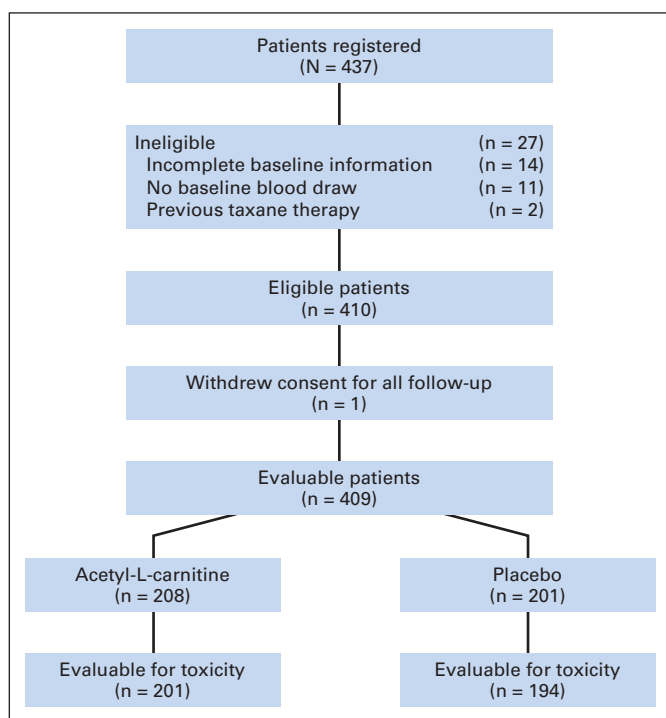 Patients registered
(N = 437)
Ineligible (n = 27)
Incomplete baseline information (n = 14)
No baseline blood draw (n = 11)
Previous taxane therapy (n = 2)
Eligible patients
(n = 410)
Withdrew consent for all follow-up
(n = 1)
Evaluable patients
(n = 409)
Acetyl-L-carnitine
(n = 208)
Evaluable for toxicity
(n = 201)
Placebo
(n = 201)
Evaluable for toxicity
(n = 194)